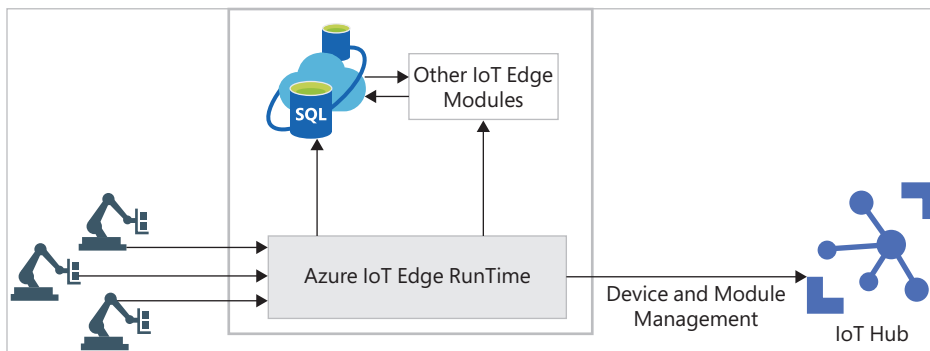 SQL
Other IoT Edge
Modules
Azure IoT Edge RunTime
Device and Module
Management
IoT Hub